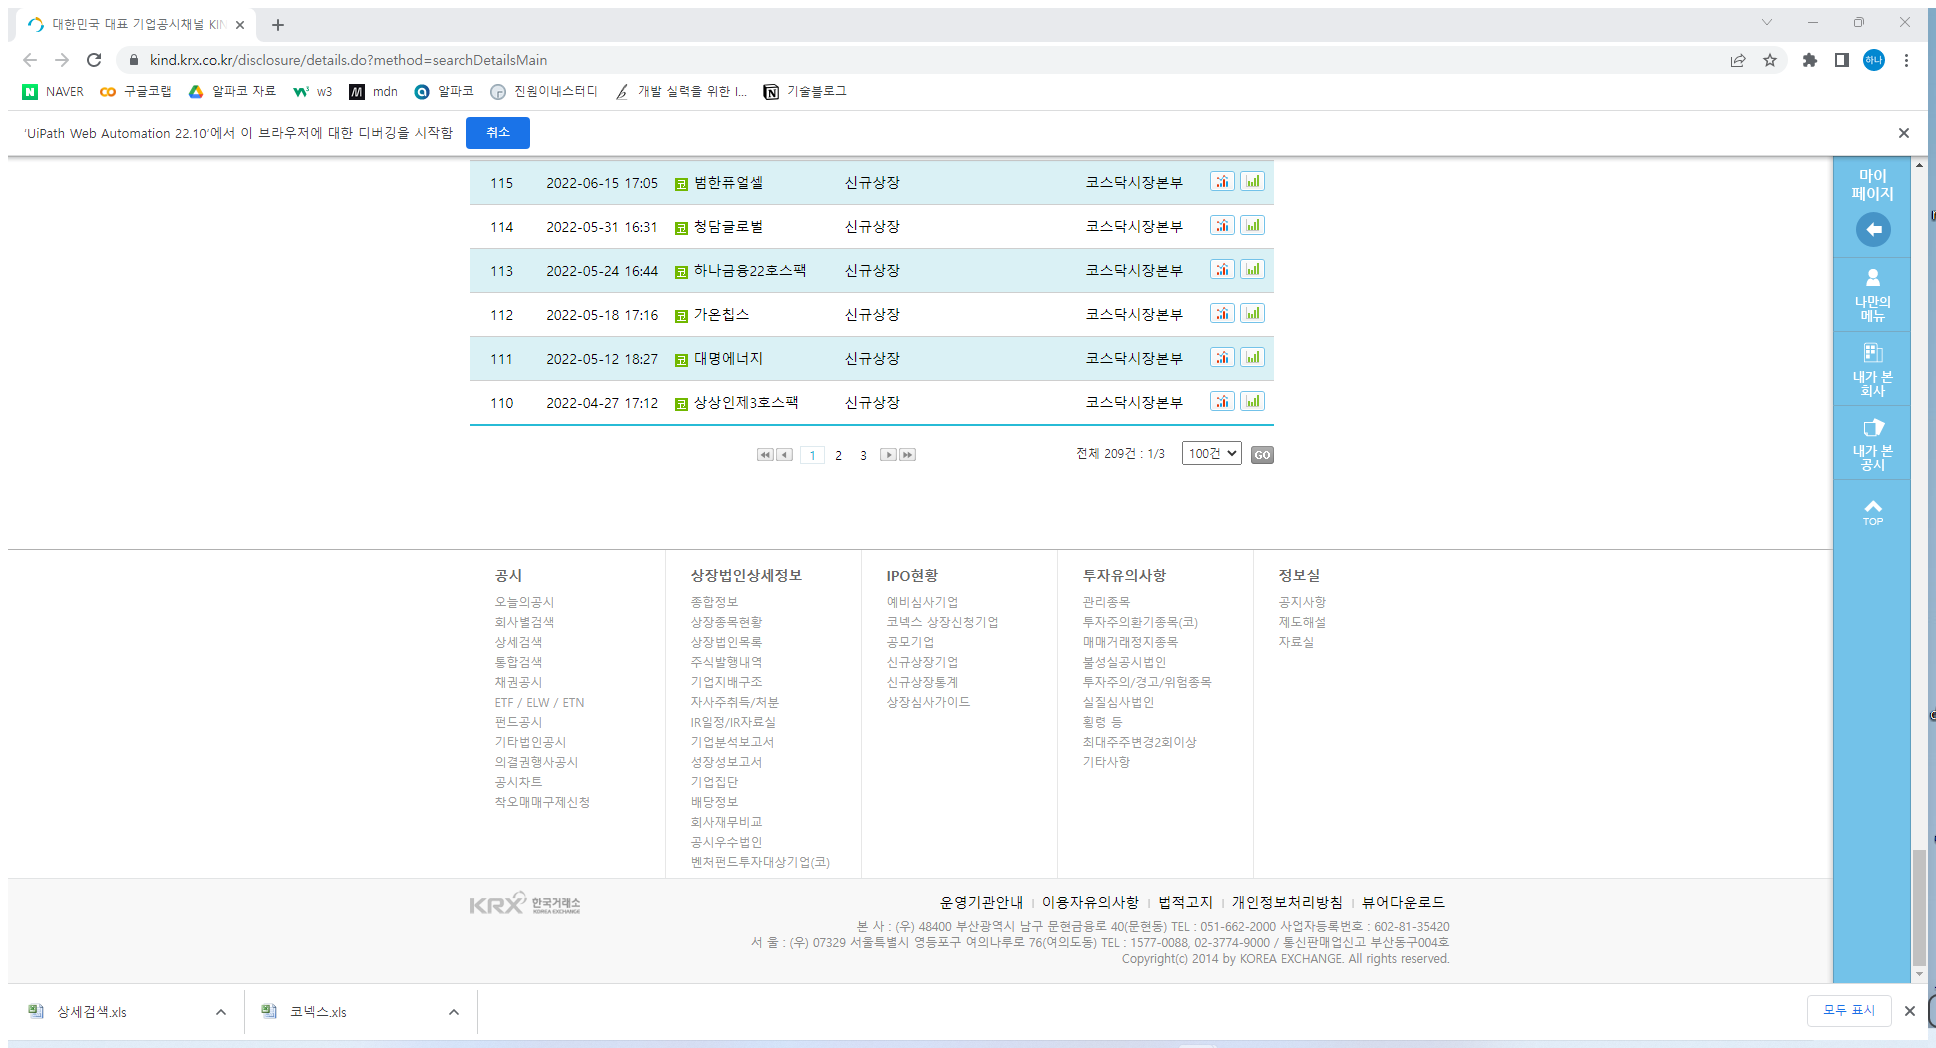 대한민국 대표 기업공시채널 KIN
kind.krx.co.kr/disclosure/details.do?method=searchDetailsMain
하나
NAVER 구글코랩 알파코 자료 w3 mdn 알파코 진원이네스터디 개발 실력을 위한 I... 기술블로그
'UiPath Web Automation 22.10'에서 이 브라우저에 대한 디버깅을 시작함 취소
115 2022-06-15 17:05 코 범한퓨얼셀 신규상장 코스닥시장본부
114 2022-05-31 16:31 코 청담글로벌 신규상장 코스닥시장본부
113 2022-05-24 16:44 코 하나금융22호스팩 신규상장 코스닥시장본부
112 2022-05-18 17:16 코 가온칩스 신규상장 코스닥시장본부
111 2022-05-12 18:27 코 대명에너지 신규상장 코스닥시장본부
110 2022-04-27 17:12 코 상상인제3호스팩 신규상장 코스닥시장본부
1 2 3 전체 209건 : 1/3 100건 GO
마이
페이지
나만의
메뉴
내가 본
회사
내가 본
공시
TOP
공시
오늘의공시
회사별검색
상세검색
통합검색
채권공시
ETF / ELW / ETN
펀드공시
기타법인공시
의결권행사공시
공시차트
착오매매구제신청
상장법인상세정보
종합정보
상장종목현황
상장법인목록
주식발행내역
기업지배구조
자사주취득/처분
IR일정/IR자료실
기업분석보고서
성장성보고서
기업집단
배당정보
회사재무비교
공시우수법인
벤처펀드투자대상기업(코)
IPO현황
예비심사기업
코넥스 상장신청기업
공모기업
신규상장기업
신규상장통계
상장심사가이드
투자유의사항
관리종목
투자주의환기종목(코)
매매거래정지종목
불성실공시법인
투자주의/경고/위험종목
실질심사법인
횡령 등
최대주주변경2회이상
기타사항
정보실
공지사항
제도해설
자료실
KRX 한국거래소
KOREA EXCHANGE
운영기관안내 이용자유의사항 법적고지 개인정보처리방침 뷰어다운로드
본 사 : (우) 48400 부산광역시 남구 문현금융로 40(문현동) TEL : 051-662-2000 사업자등록번호 : 602-81-35420
서 울 : (우) 07329 서울특별시 영등포구 여의나루로 76(여의도동) TEL : 1577-0088, 02-3774-9000 / 통신판매업신고 부산동구004호
Copyright(c) 2014 by KOREA EXCHANGE. All rights reserved.
상세검색.xls 코넥스.xls 모두 표시